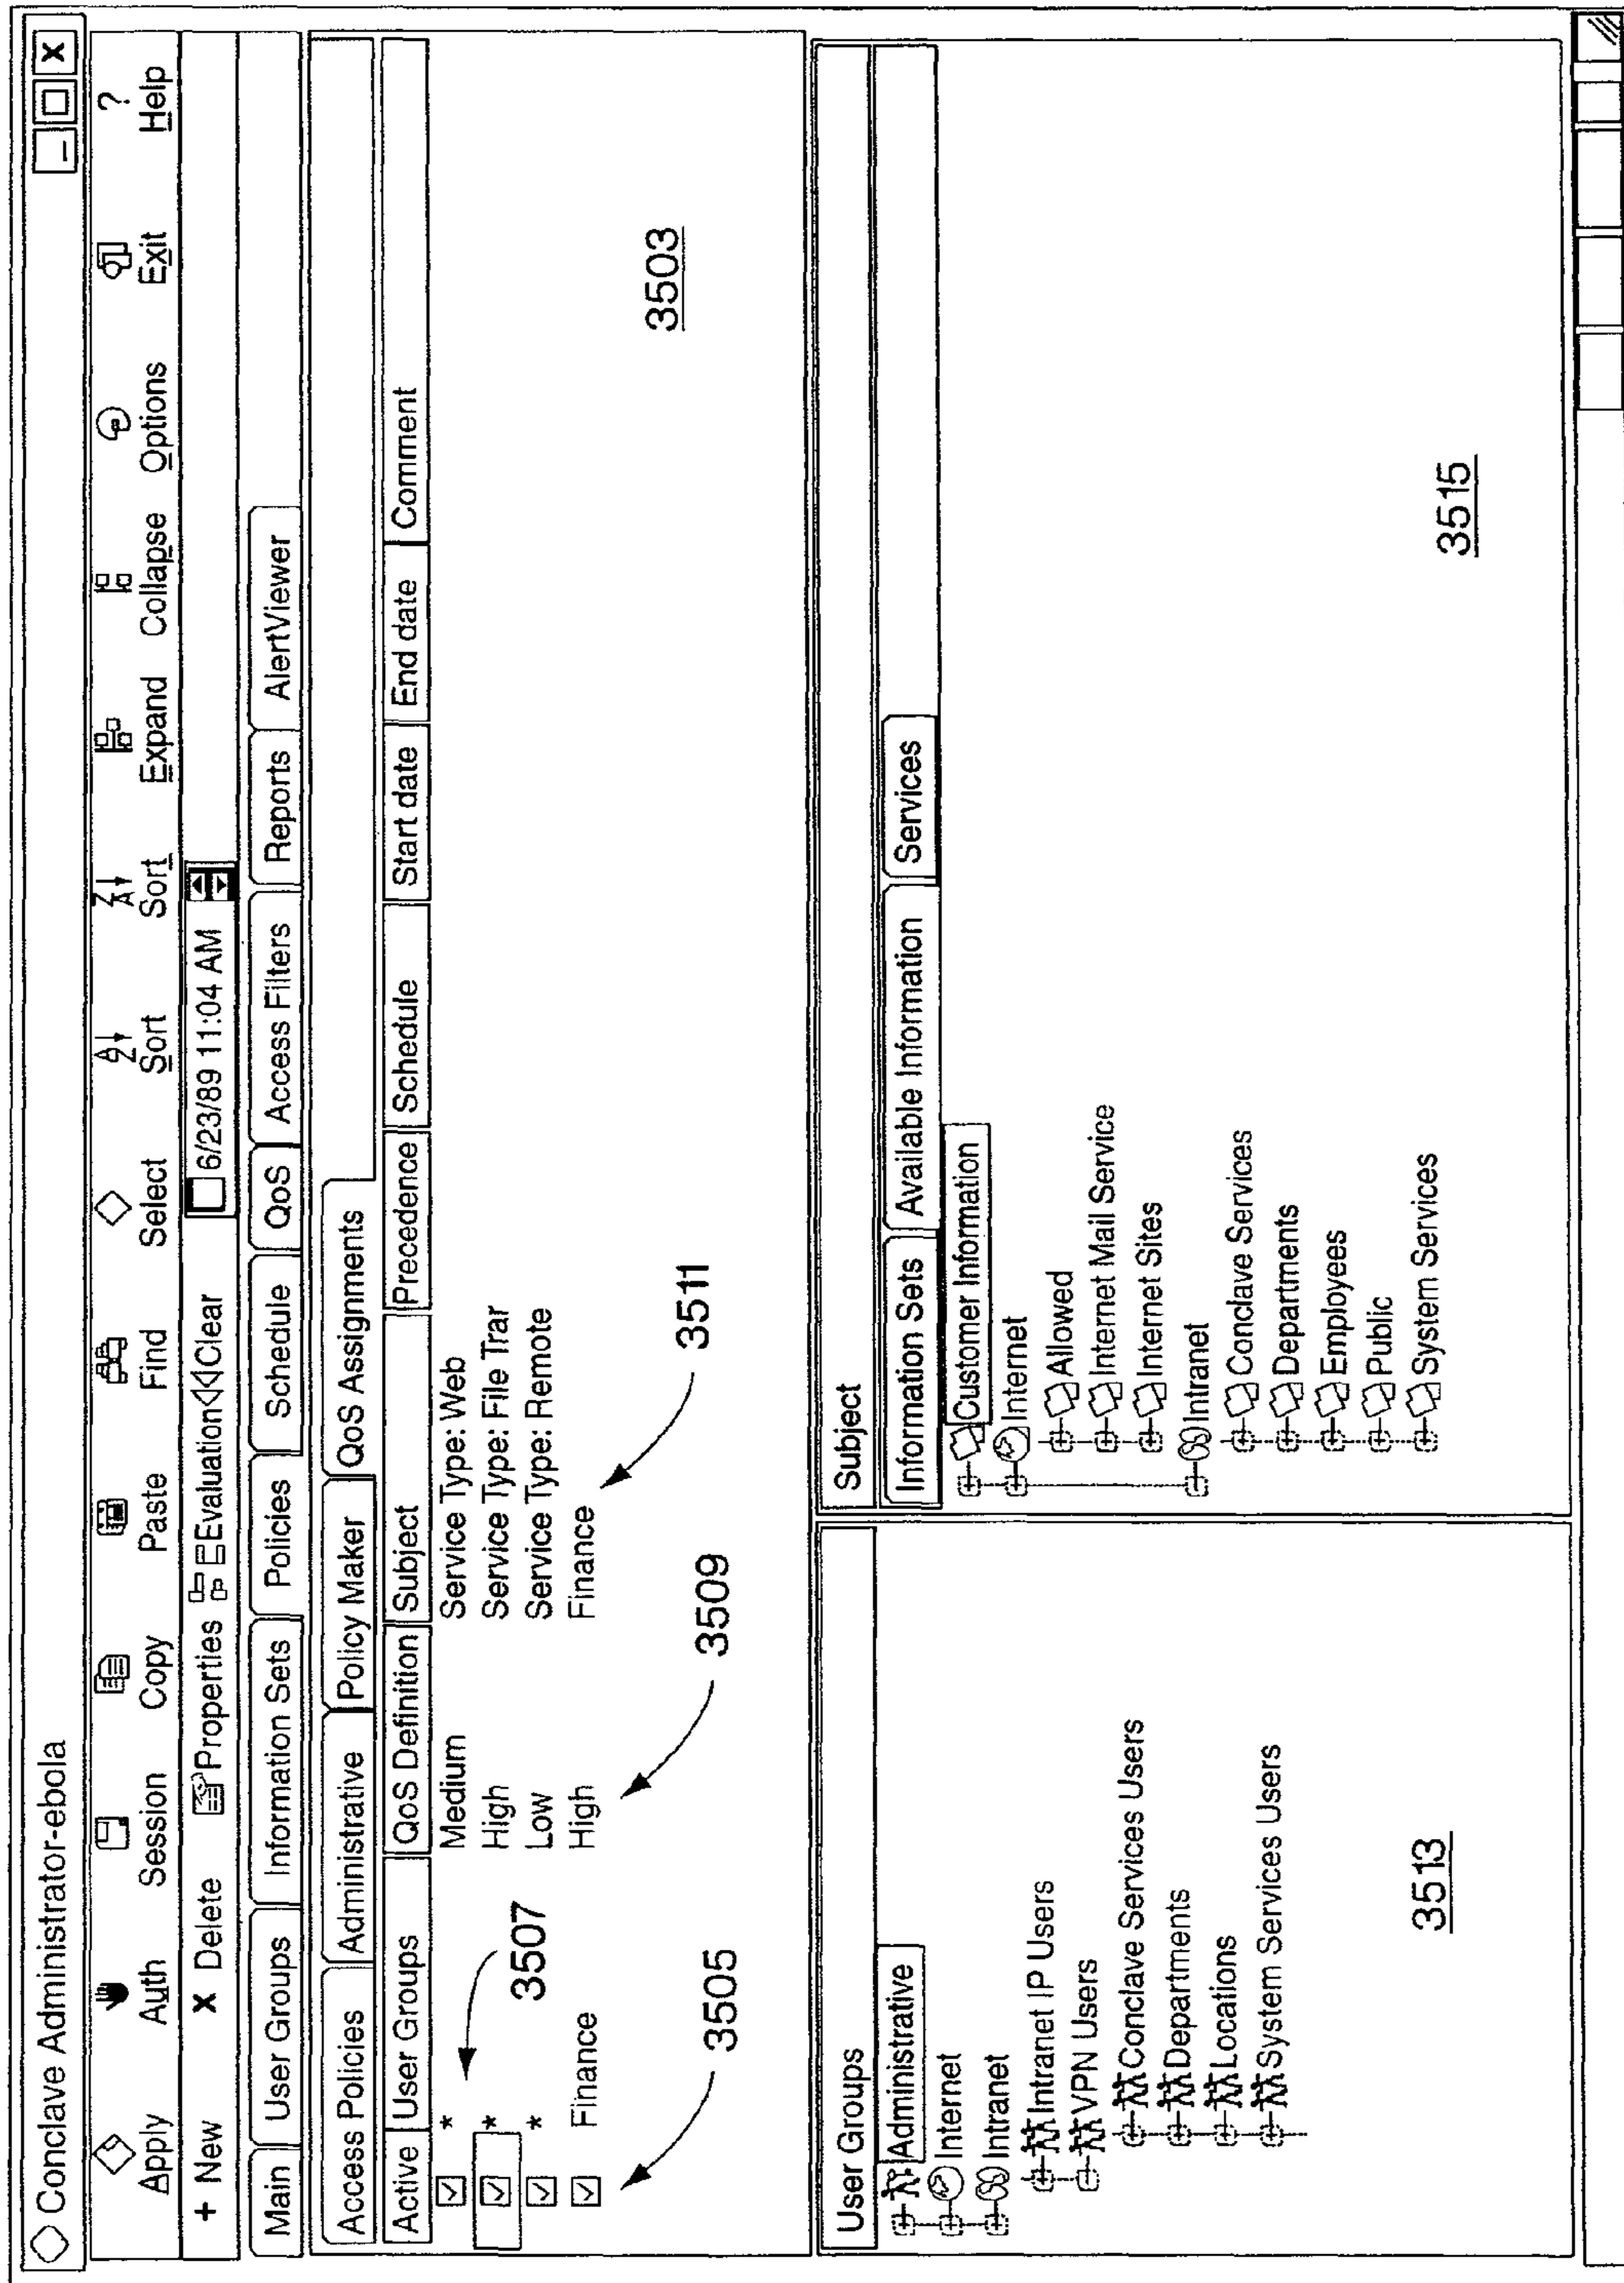 Conclave Administrator-ebola
Apply Auth Session Copy Paste Find Select Sort Sort Expand Collapse Options Exit Help
+ New X Delete Properties Evaluation Clear 6/23/89 11:04 AM
Main User Groups Information Sets Policies Schedule QoS Access Filters Reports AlertViewer
Access Policies Administrative Policy Maker QoS Assignments
Active User Groups QoS Definition Subject Precedence Schedule Start date End date Comment
* Medium Service Type: Web
* High Service Type: File Trar
* Low Service Type: Remote
Finance High Finance
3507
3505
3509
3511
3503
User Groups
Administrative
Internet
Intranet
Intranet IP Users
VPN Users
Conclave Services Users
Departments
Locations
System Services Users
3513
Subject
Information Sets Available Information Services
Customer Information
Internet
Allowed
Internet Mail Service
Internet Sites
Intranet
Conclave Services
Departments
Employees
Public
System Services
3515